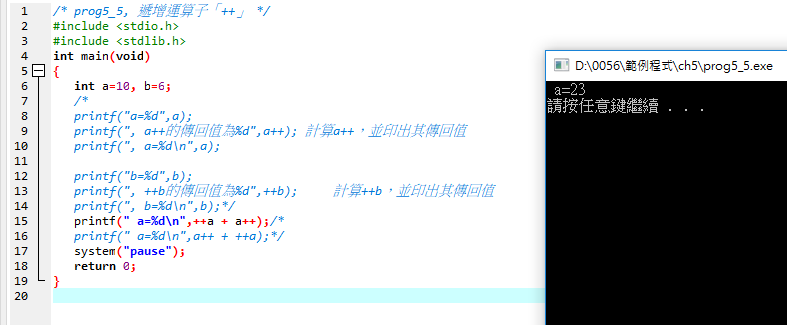 1 /* prog5_5, 遞增運算子「++」 */
2 #include <stdio.h>
3 #include <stdlib.h>
4 int main(void)
5 {
6 int a=10, b=6;
7 /*
8 printf("a=%d",a);
9 printf(", a++的傳回值為%d",a++); 計算a++，並印出其傳回值
10 printf(", a=%d\n",a);
11
12 printf("b=%d",b);
13 printf(", ++b的傳回值為%d",++b); 計算++b，並印出其傳回值
14 printf(", b=%d\n",b);*/
15 printf(" a=%d\n",++a + a++);/*
16 printf(" a=%d\n",a++ + ++a);*/
17 system("pause");
18 return 0;
19 }
20
D:\0056\範例程式\ch5\prog5_5.exe
a=23
請按任意鍵繼續 . . .